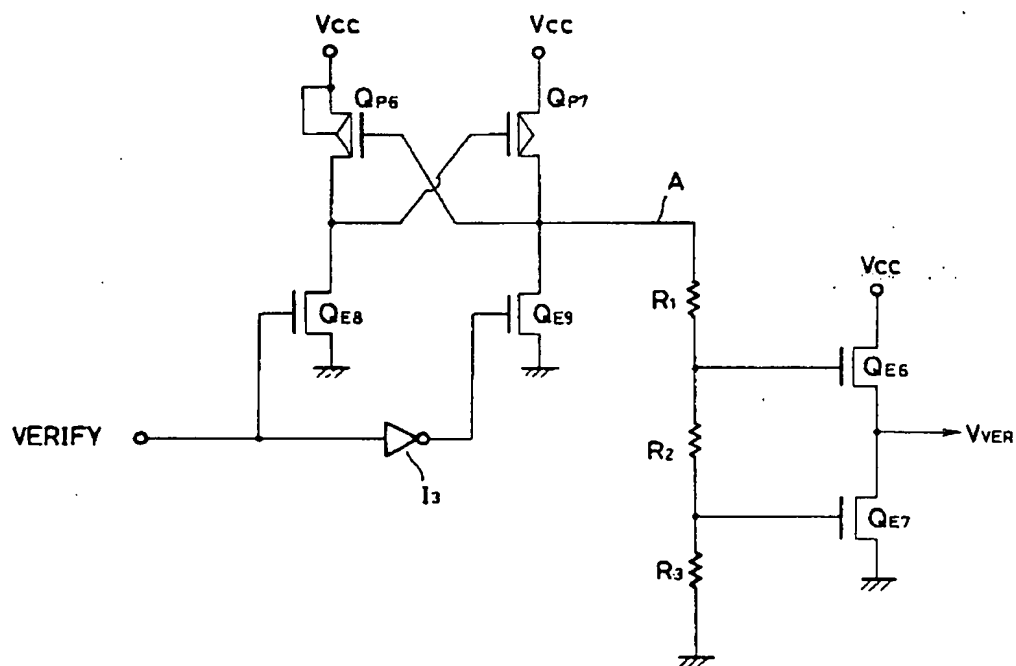 Vcc
Vcc
QP6
QP7
A
Vcc
R1
QE8
QE9
QE6
VERIFY
R2
VVER
I3
QE7
R3